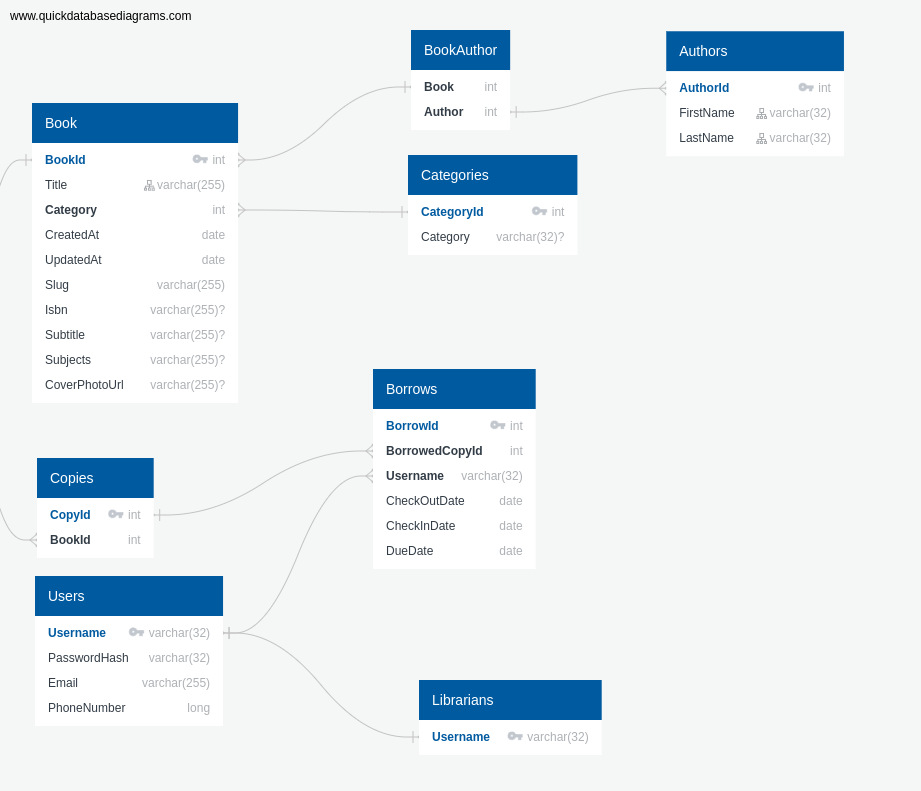 www.quickdatabasediagrams.com
Book
BookId int
Title varchar(255)
Category int
CreatedAt date
UpdatedAt date
Slug varchar(255)
Isbn varchar(255)?
Subtitle varchar(255)?
Subjects varchar(255)?
CoverPhotoUrl varchar(255)?
BookAuthor
Book int
Author int
Authors
AuthorId int
FirstName varchar(32)
LastName varchar(32)
Categories
CategoryId int
Category varchar(32)?
Borrows
BorrowId int
BorrowedCopyId int
Username varchar(32)
CheckOutDate date
CheckInDate date
DueDate date
Copies
CopyId int
BookId int
Users
Username varchar(32)
PasswordHash varchar(32)
Email varchar(255)
PhoneNumber long
Librarians
Username varchar(32)